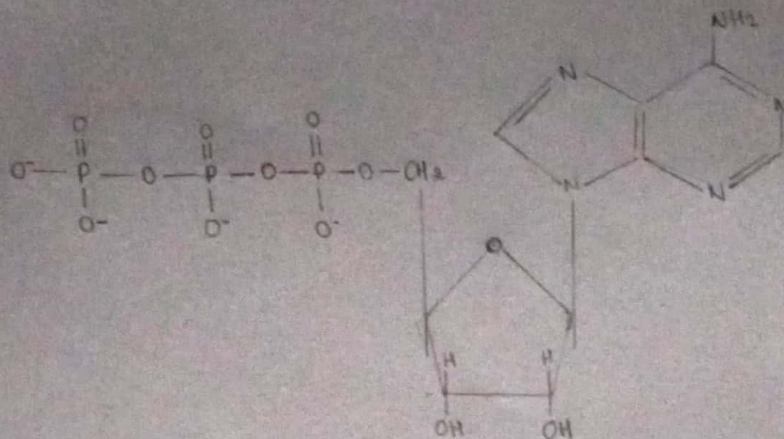 NH2
N N
O O O
O⁻ P O P O P O CH2
O⁻ O⁻ O⁻
N N
O
H H
OH OH